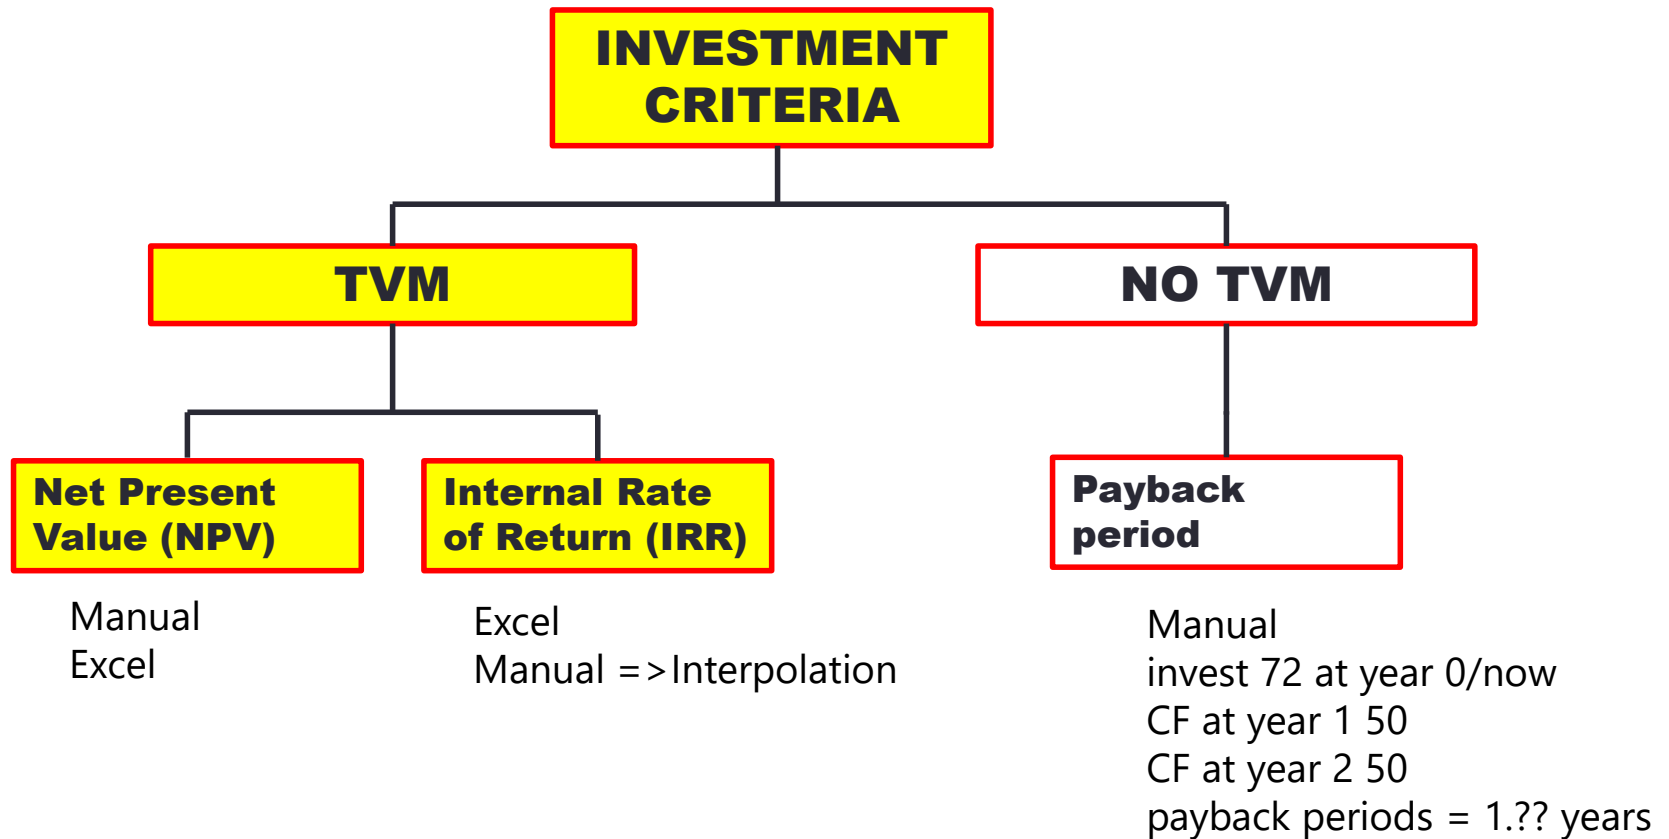 INVESTMENT
CRITERIA
TVM
NO TVM
Net Present
Value (NPV)
Internal Rate
of Return (IRR)
Payback
period
Manual
Excel
Excel
Manual =>Interpolation
Manual
invest 72 at year 0/now
CF at year 1 50
CF at year 2 50
payback periods = 1.?? years